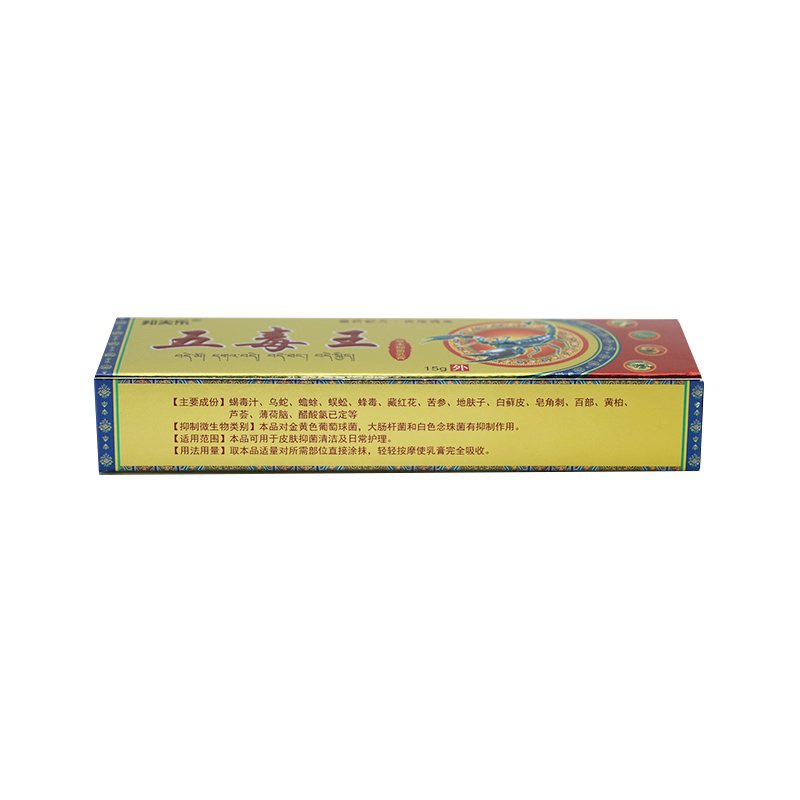 五毒王
15g 外
【主要成份】蝎毒汁、乌蛇、蟾蜍、蜈蚣、蜂毒、藏红花、苦参、地肤子、白藓皮、皂角刺、百部、黄柏、
芦荟、薄荷脑、醋酸氯已定等
【抑制微生物类别】本品对金黄色葡萄球菌，大肠杆菌和白色念珠菌有抑制作用。
【适用范围】本品可用于皮肤抑菌清洁及日常护理。
【用法用量】取本品适量对所需部位直接涂抹，轻轻按摩使乳膏完全吸收。